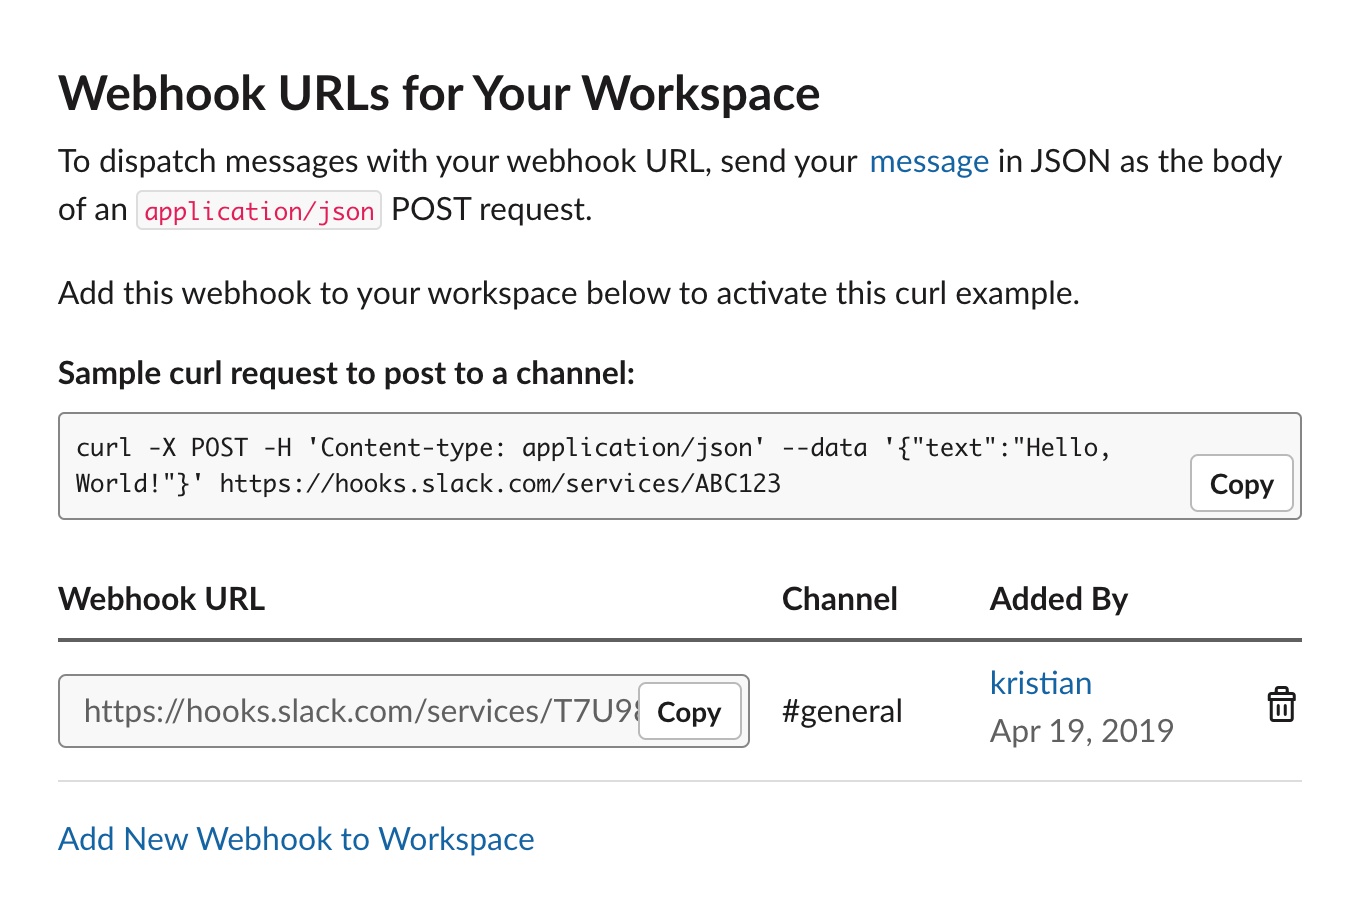 Webhook URLs for Your Workspace
To dispatch messages with your webhook URL, send your message in JSON as the body
of an application/json POST request.
Add this webhook to your workspace below to activate this curl example.
Sample curl request to post to a channel:
curl -X POST -H 'Content-type: application/json' --data '{"text":"Hello,
World!"}' https://hooks.slack.com/services/ABC123
Copy
Webhook URL Channel Added By
https://hooks.slack.com/services/T7U98 Copy #general kristian
Apr 19, 2019
Add New Webhook to Workspace